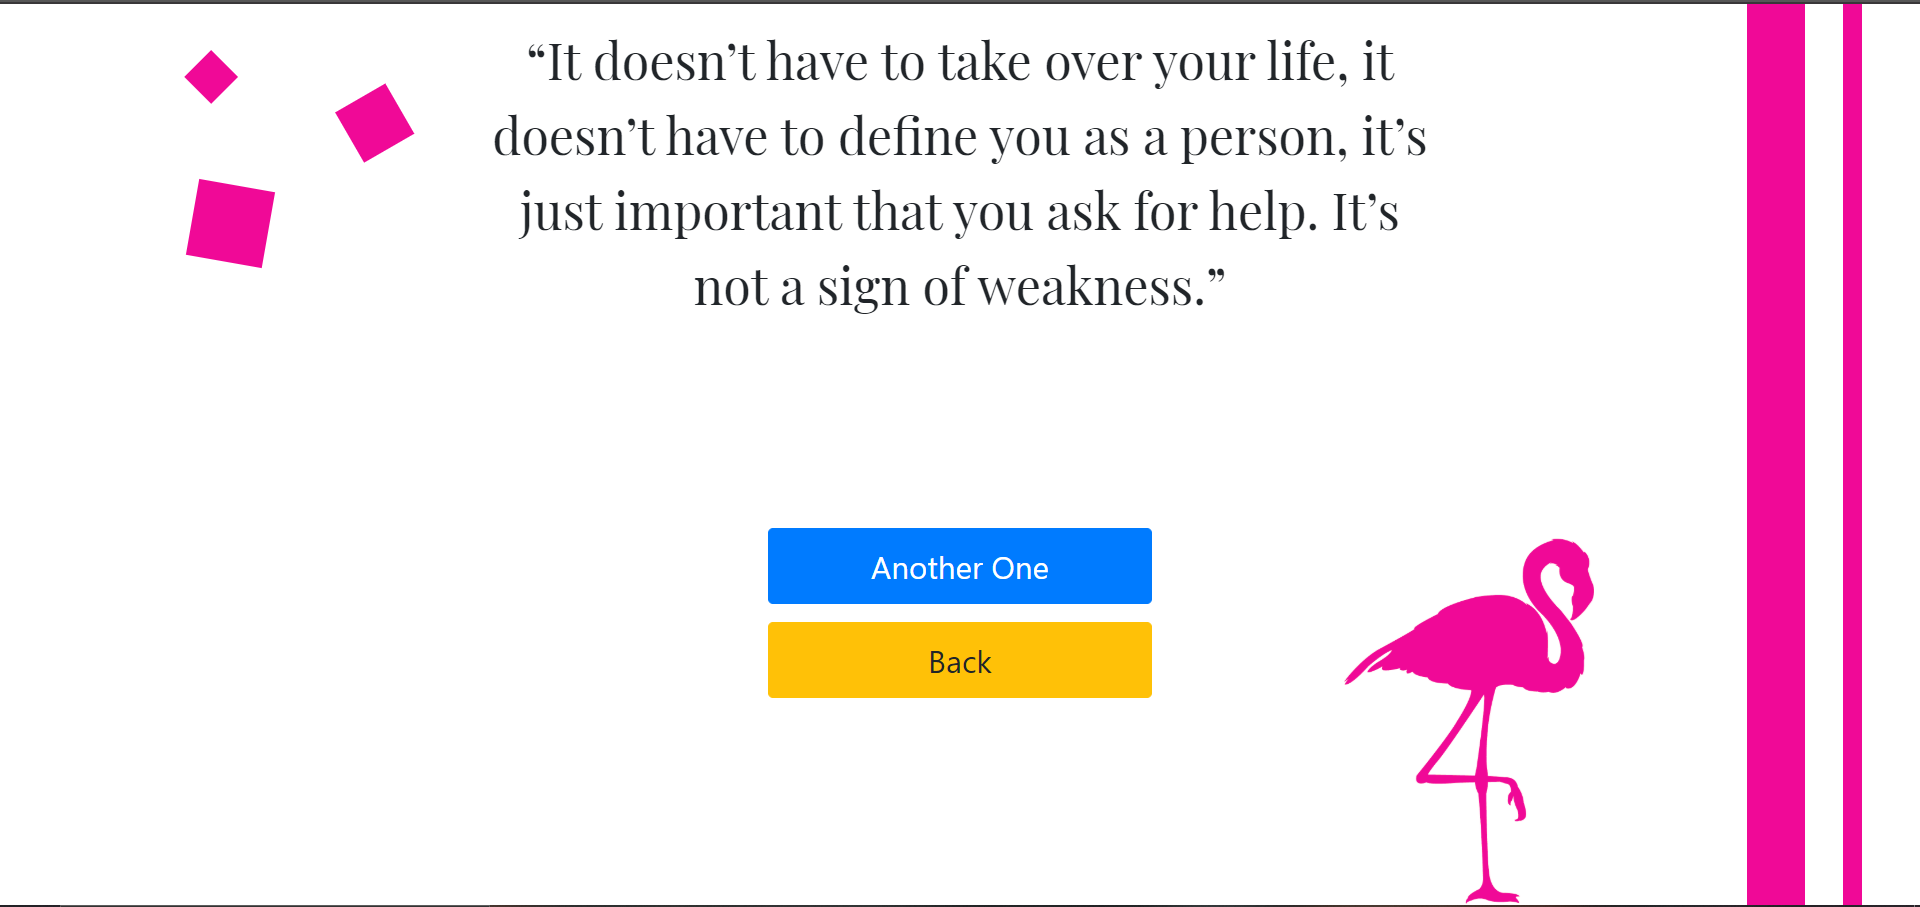 “It doesn’t have to take over your life, it
doesn’t have to define you as a person, it’s
just important that you ask for help. It’s
not a sign of weakness.”
Another One
Back